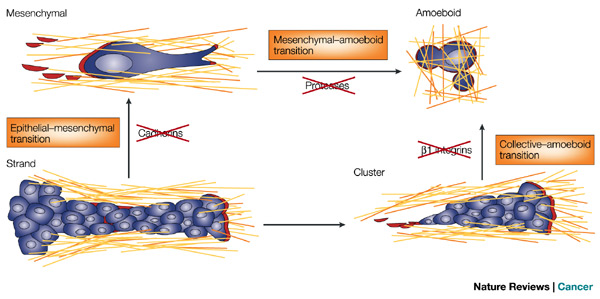 Mesenchymal
Amoeboid
Mesenchymal–amoeboid
transition
Proteases
Epithelial–mesenchymal
transition
Cadherins
β1 integrins
Collective–amoeboid
transition
Strand
Cluster
Nature Reviews | Cancer